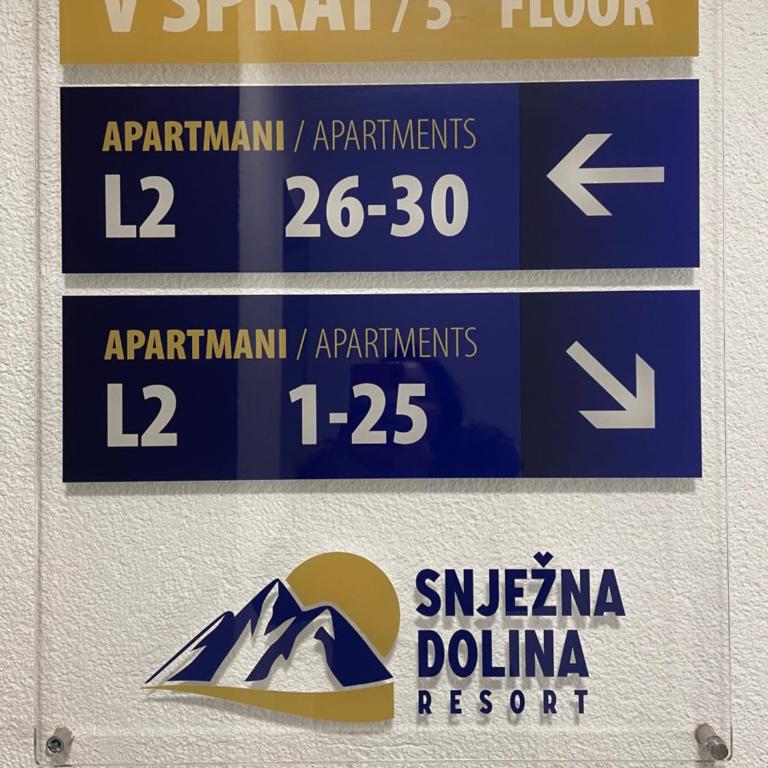 V SPRAT / 5 FLOOR
APARTMANI / APARTMENTS
L2 26-30
APARTMANI / APARTMENTS
L2 1-25
SNJEŽNA
DOLINA
RESORT